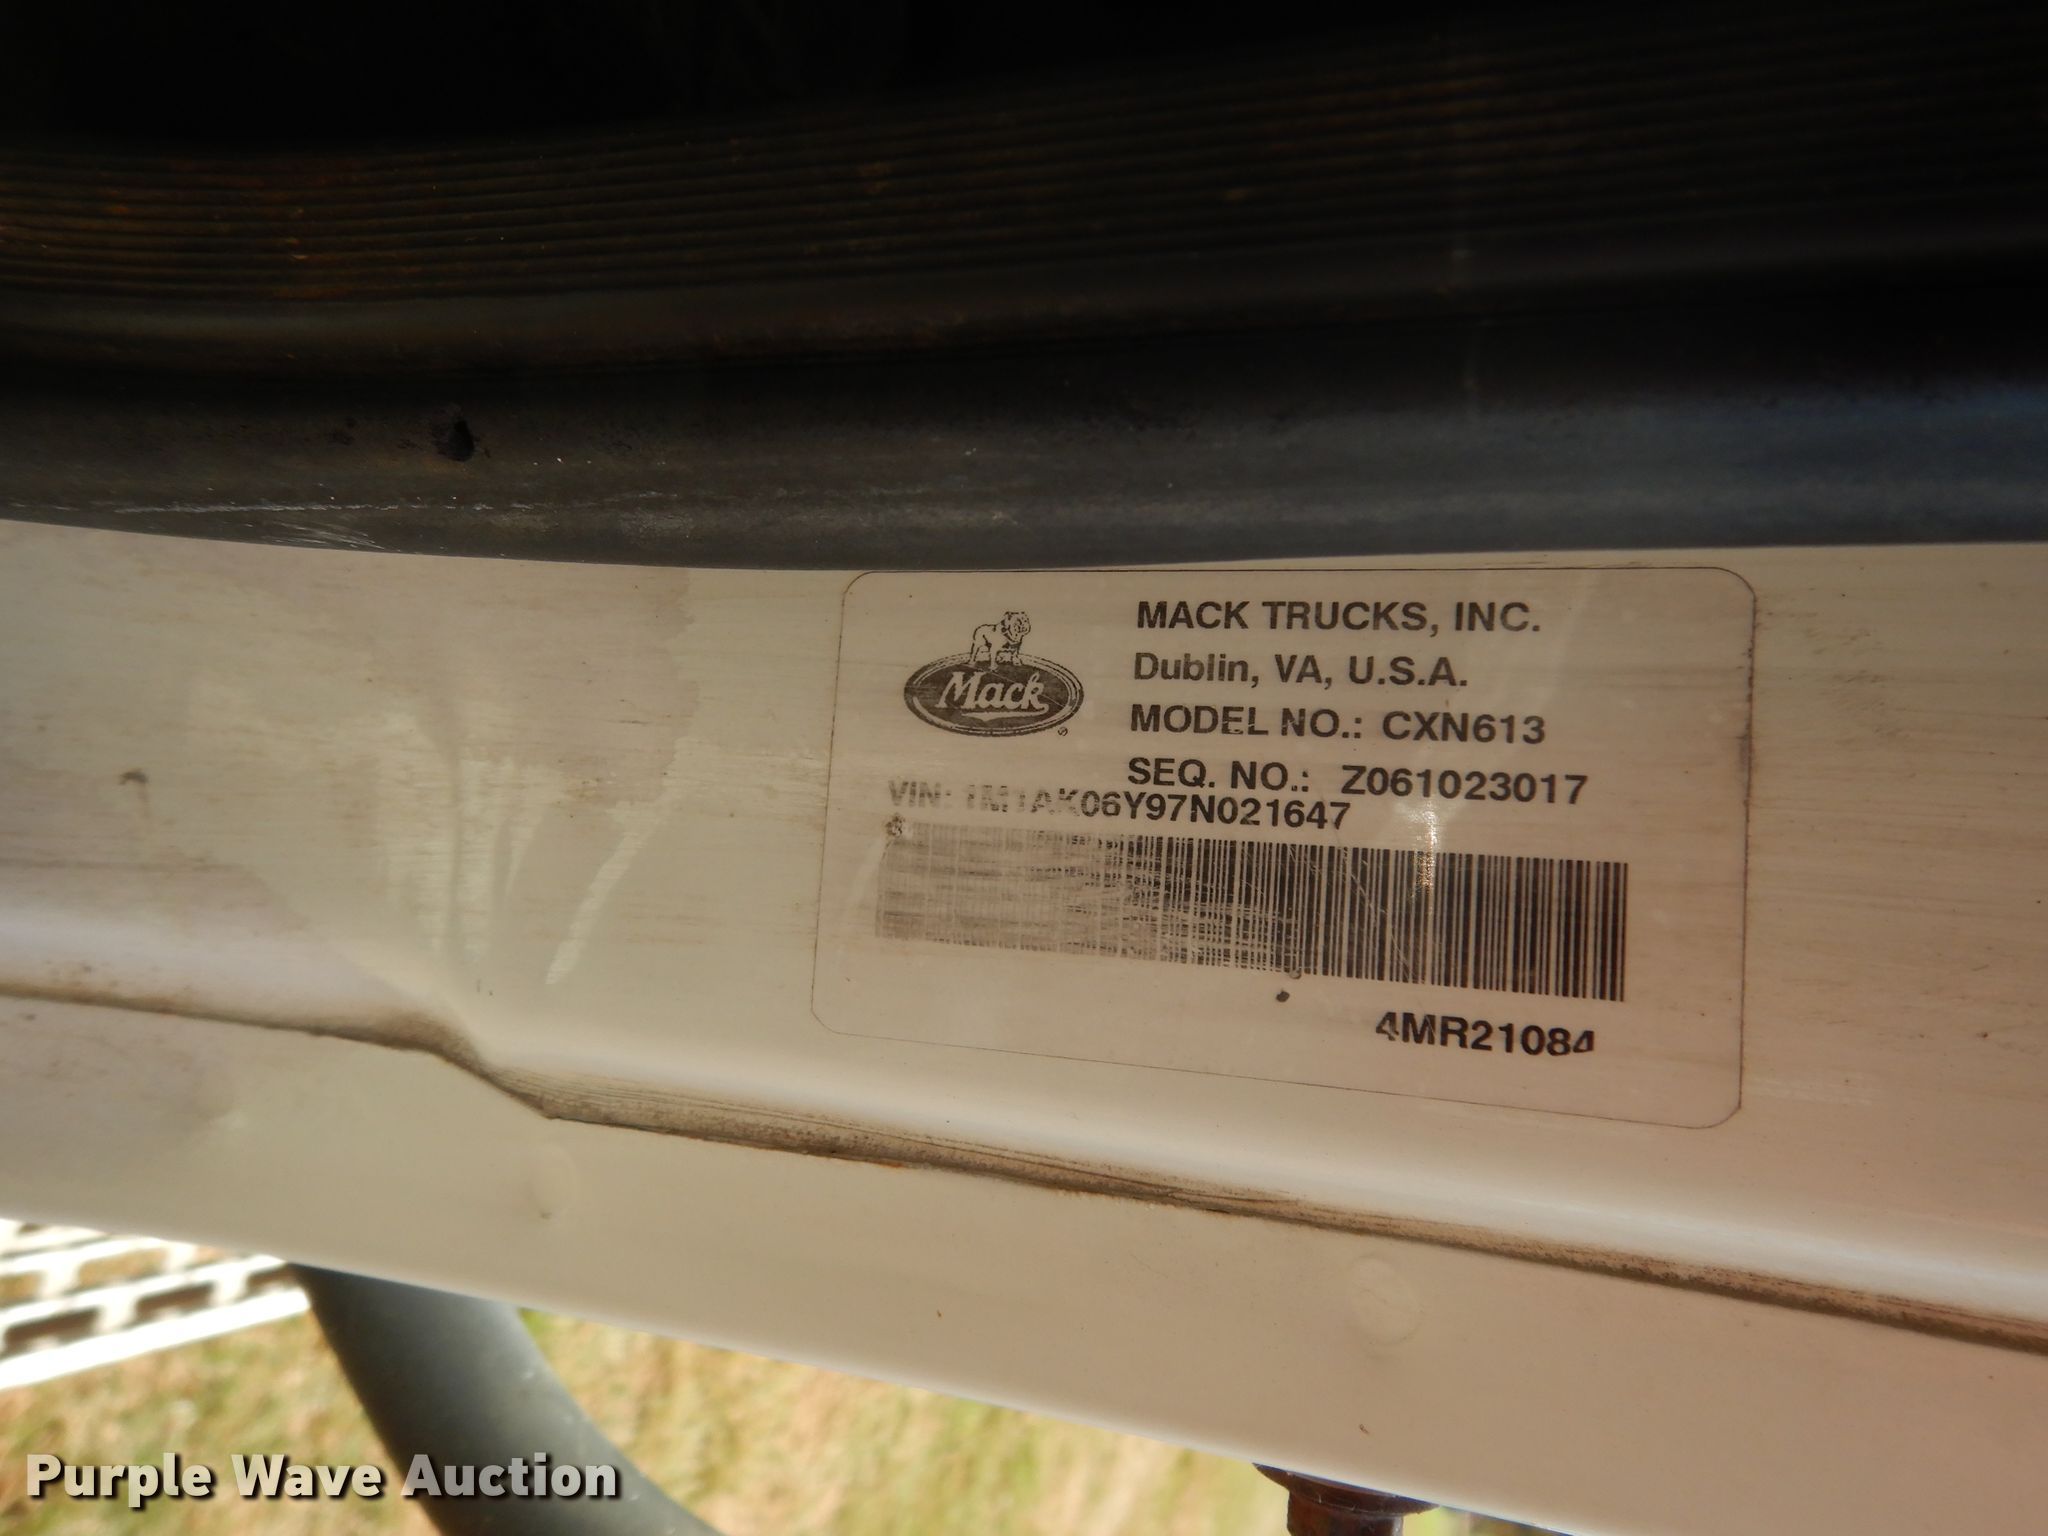 MACK TRUCKS, INC.
Mack
Dublin, VA, U.S.A.
MODEL NO.: CXN613
SEQ. NO.: Z061023017
VIN: 1M1AK06Y97N021647
4MR21084
Purple Wave Auction